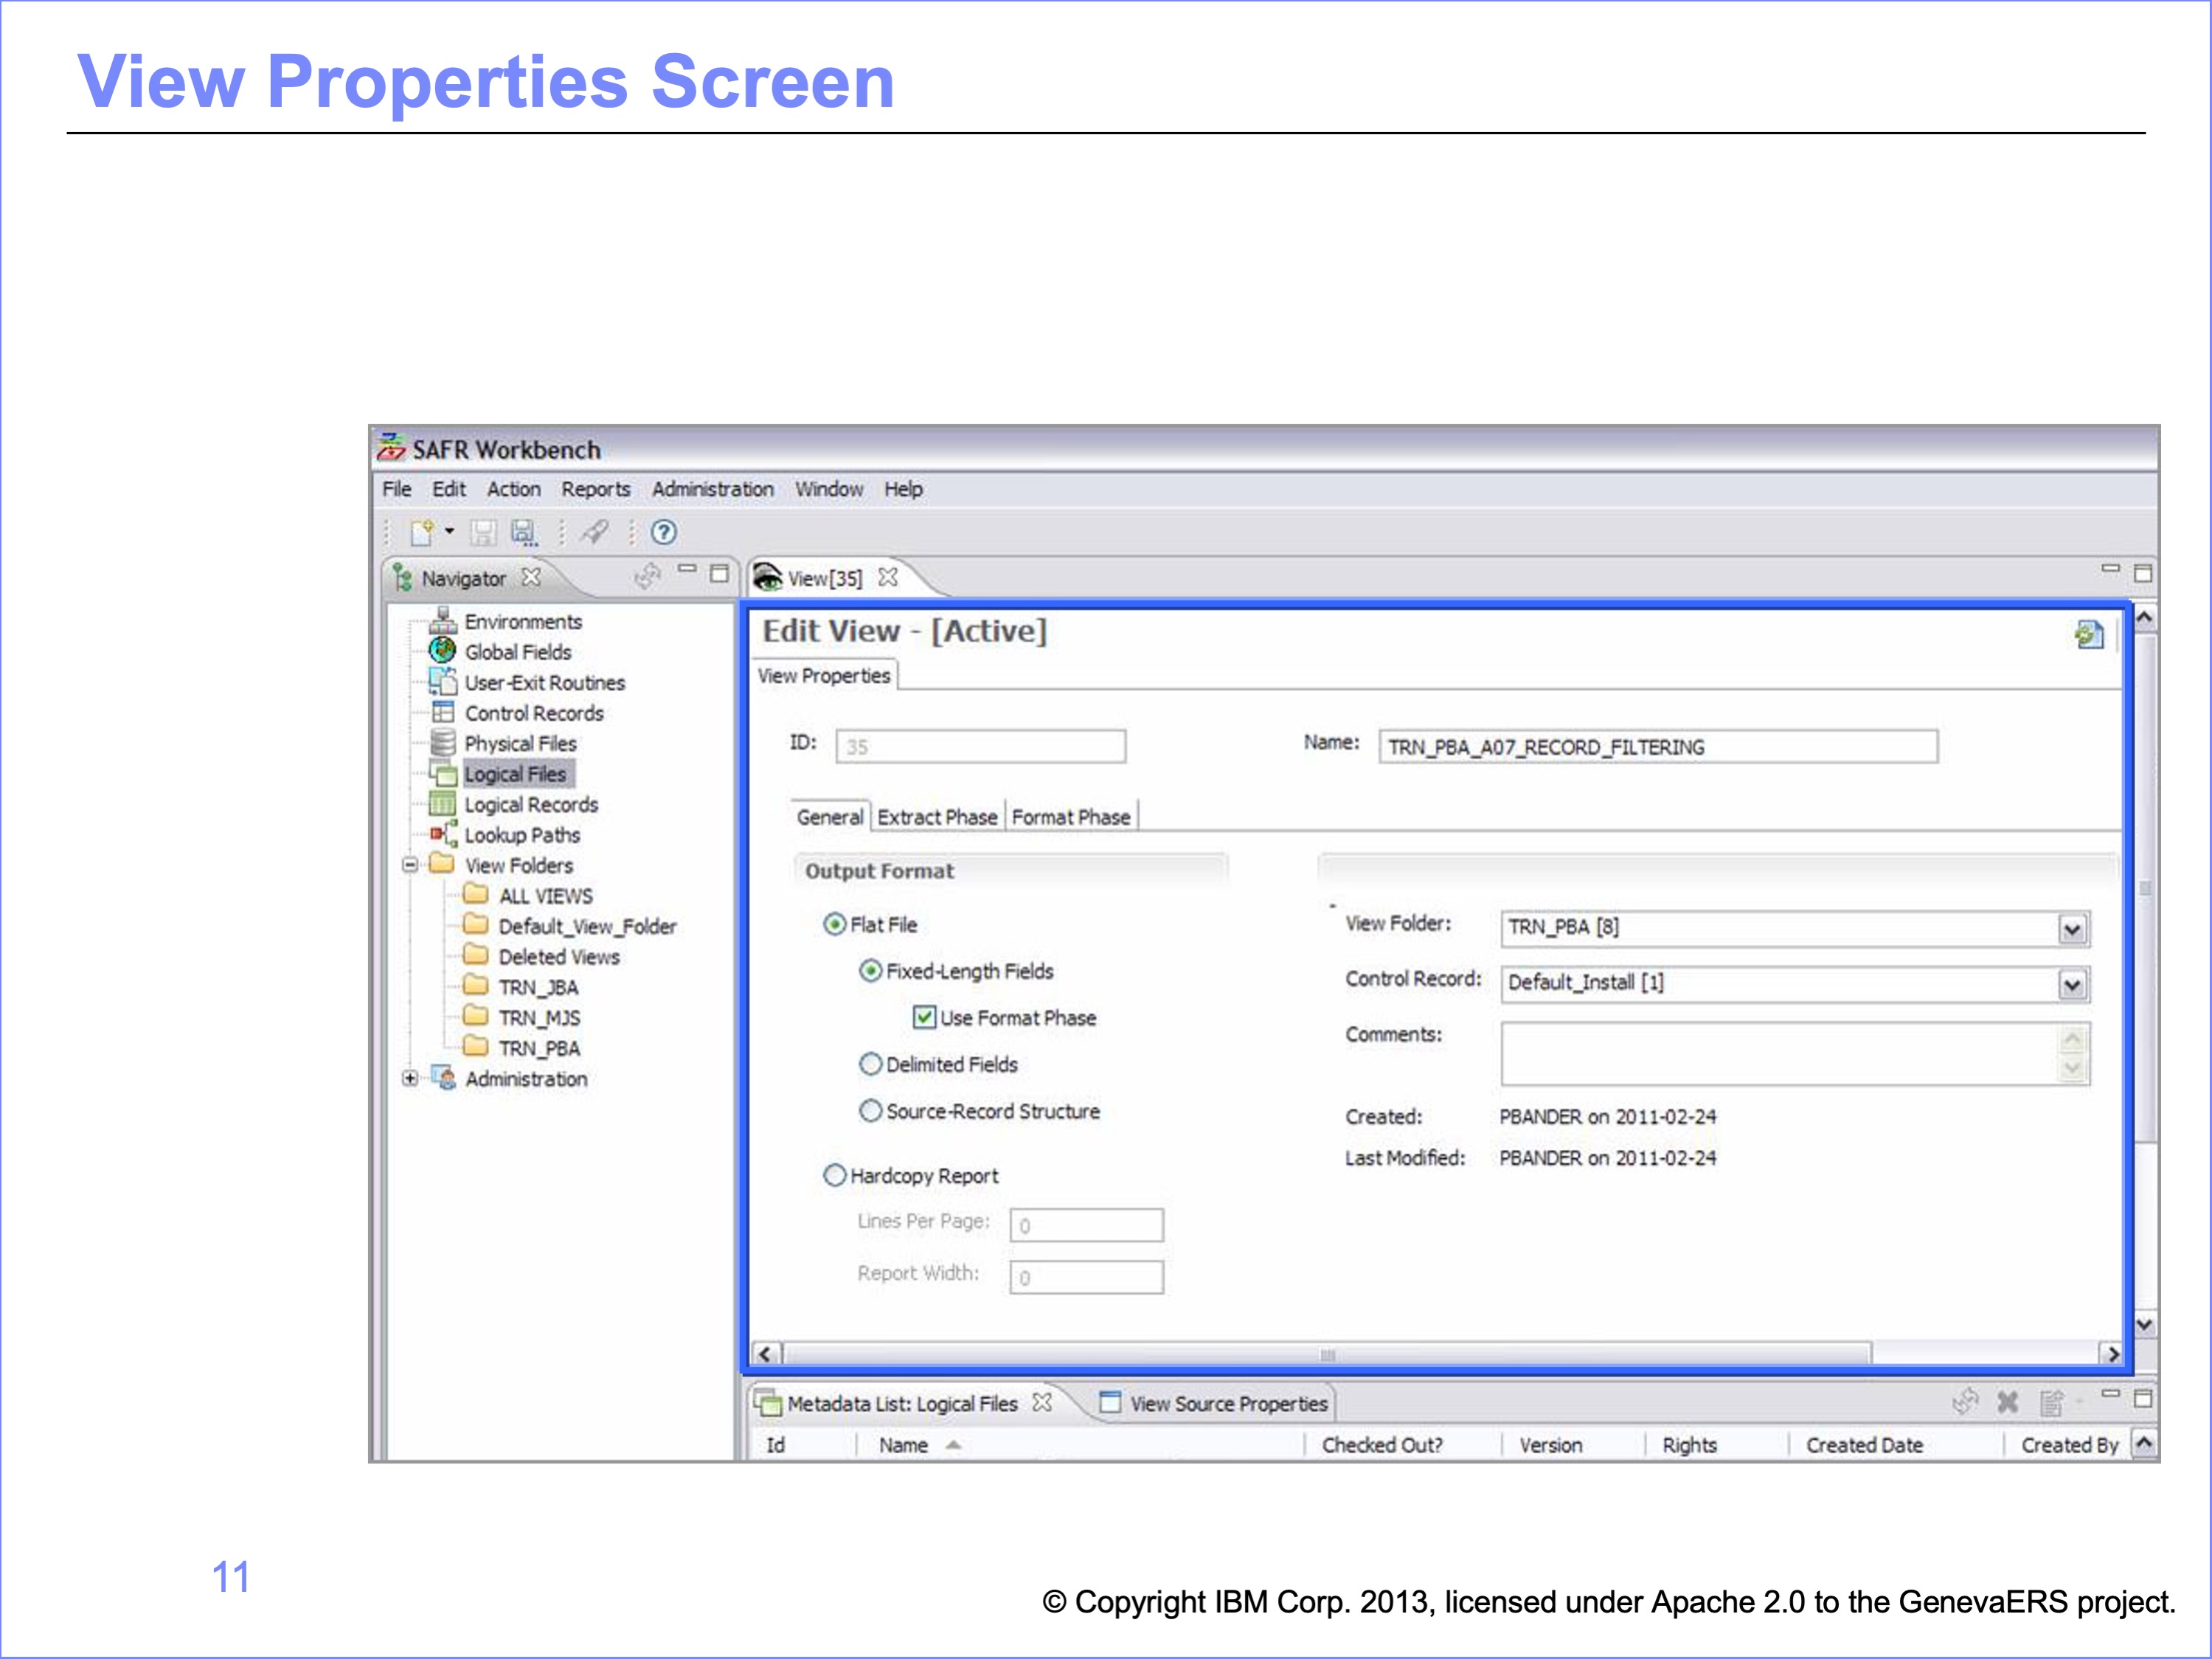 View Properties Screen
SAFR Workbench
File Edit Action Reports Administration Window Help
Navigator
View[35]
Environments
Global Fields
User-Exit Routines
Control Records
Physical Files
Logical Files
Logical Records
Lookup Paths
View Folders
ALL VIEWS
Default_View_Folder
Deleted Views
TRN_JBA
TRN_MJS
TRN_PBA
Administration
Edit View - [Active]
View Properties
ID: 35 Name: TRN_PBA_A07_RECORD_FILTERING
General Extract Phase Format Phase
Output Format
Flat File
Fixed-Length Fields
Use Format Phase
Delimited Fields
Source-Record Structure
Hardcopy Report
Lines Per Page: 0
Report Width: 0
View Folder: TRN_PBA [8]
Control Record: Default_Install [1]
Comments:
Created: PBANDER on 2011-02-24
Last Modified: PBANDER on 2011-02-24
Metadata List: Logical Files View Source Properties
Id Name Checked Out? Version Rights Created Date Created By
11
© Copyright IBM Corp. 2013, licensed under Apache 2.0 to the GenevaERS project.